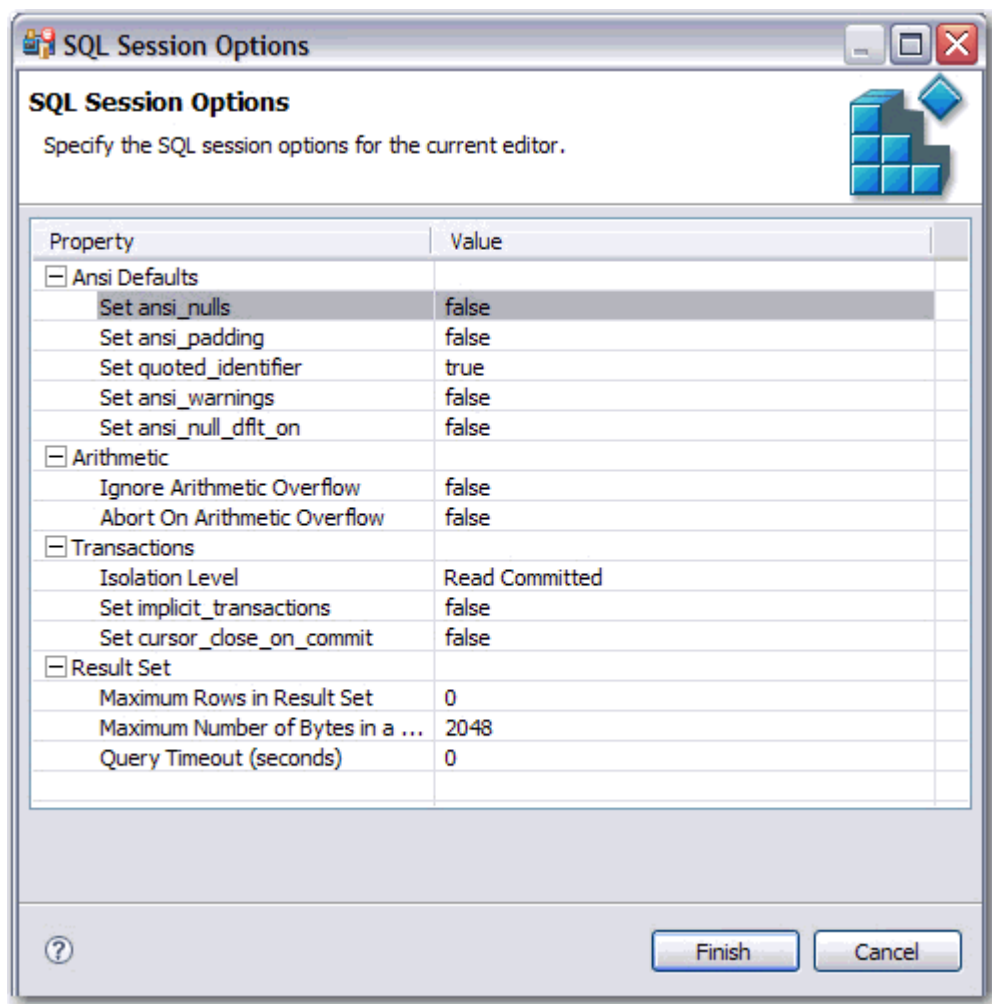 SQL Session Options
SQL Session Options
Specify the SQL session options for the current editor.
Property Value
Ansi Defaults
Set ansi_nulls false
Set ansi_padding false
Set quoted_identifier true
Set ansi_warnings false
Set ansi_null_dflt_on false
Arithmetic
Ignore Arithmetic Overflow false
Abort On Arithmetic Overflow false
Transactions
Isolation Level Read Committed
Set implicit_transactions false
Set cursor_close_on_commit false
Result Set
Maximum Rows in Result Set 0
Maximum Number of Bytes in a ... 2048
Query Timeout (seconds) 0
? Finish Cancel